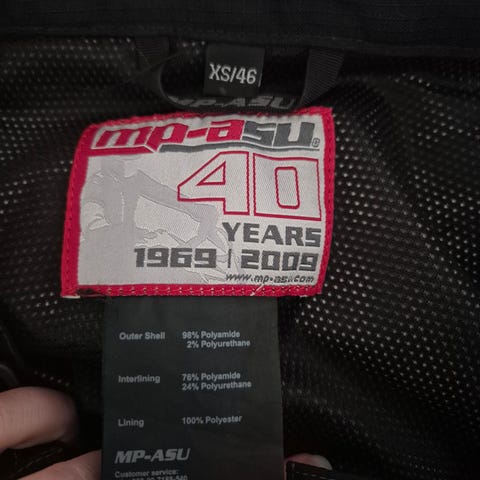 XS/46
MP-ASU
mp-asu®
40
YEARS
1969 | 2009
www.mp-asu.com
Outer Shell 98% Polyamide
2% Polyurethane
Interlining 76% Polyamide
24% Polyurethane
Lining 100% Polyester
MP-ASU
Customer service: